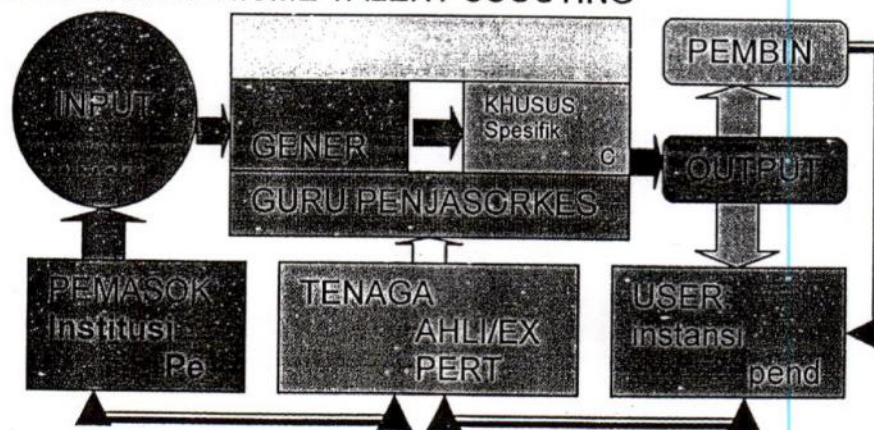 TALENT SCOUTING
INPUT
GENER
KHUSUS
Spesifik
C
GURU PENJASORKES
PEMBIN
OUTPUT
PEMASOK
Institusi
Pe
TENAGA
AHLI/EX
PERT
USER
instansi
pend